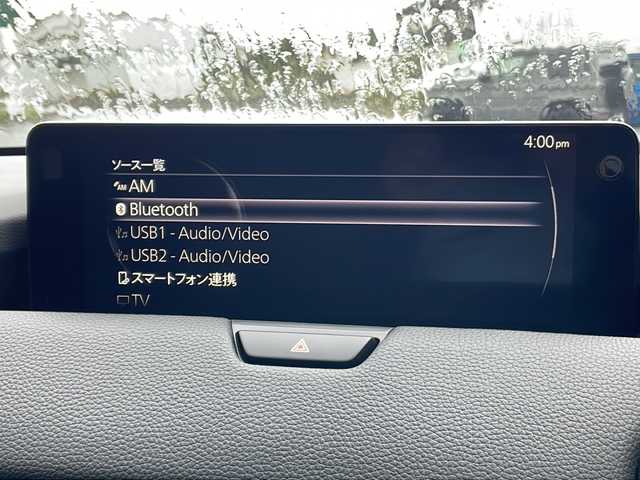 4:00pm
ソース一覧
AM AM
Bluetooth
USB1 - Audio/Video
USB2 - Audio/Video
スマートフォン連携
TV